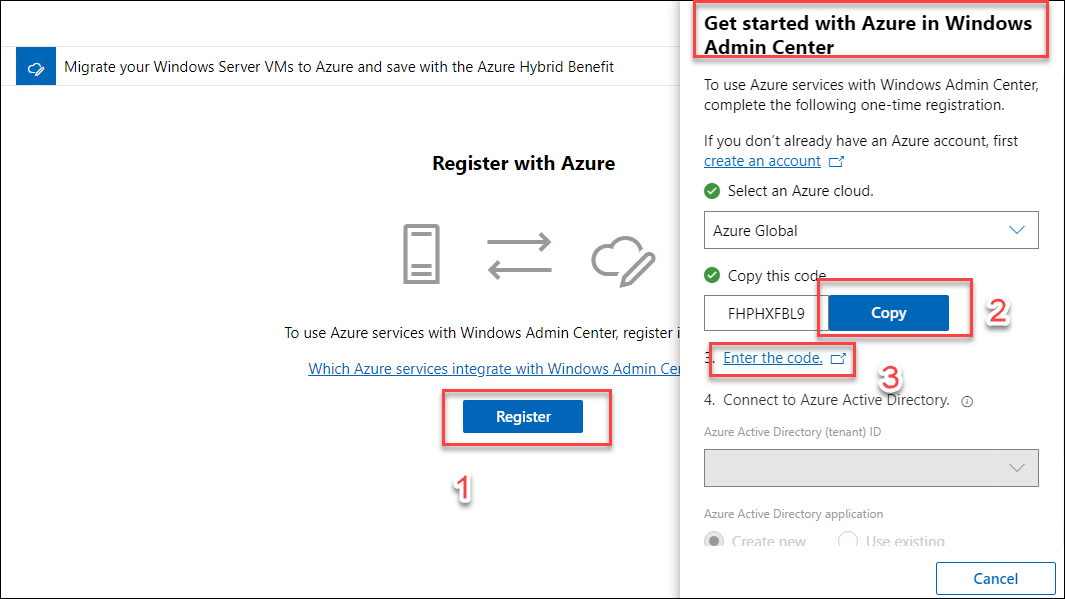 Migrate your Windows Server VMs to Azure and save with the Azure Hybrid Benefit
Register with Azure
To use Azure services with Windows Admin Center, register i
Which Azure services integrate with Windows Admin Cer
Register
1
Get started with Azure in Windows
Admin Center
To use Azure services with Windows Admin Center,
complete the following one-time registration.
If you don't already have an Azure account, first
create an account
Select an Azure cloud.
Azure Global
Copy this code
FHPHXFBL9
Copy
2
3. Enter the code.
3
4. Connect to Azure Active Directory.
Azure Active Directory (tenant) ID
Azure Active Directory application
Create new
Use existing
Cancel